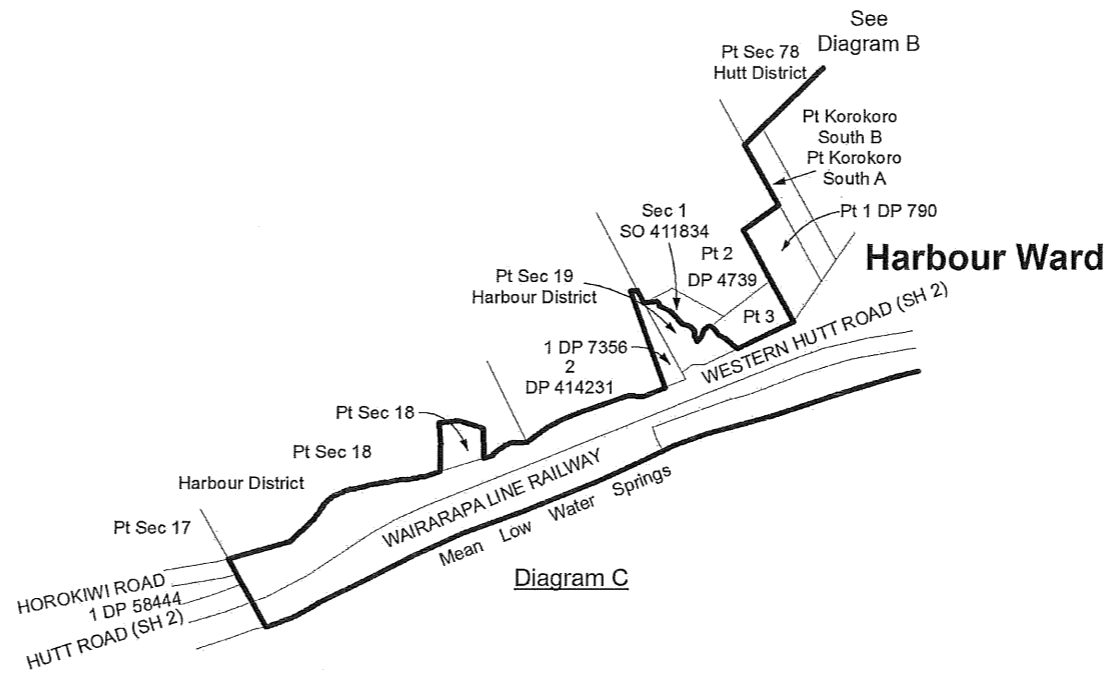 See
Diagram B
Pt Sec 78
Hutt District
Pt Korokoro
South B
Pt Korokoro
South A
Pt 1 DP 790
Sec 1
SO 411834
Pt 2
DP 4739
Harbour Ward
Pt Sec 19
Harbour District
Pt 3
WESTERN HUTT ROAD (SH 2)
1 DP 7356
2
DP 414231
Pt Sec 18
Pt Sec 18
Harbour District
WAIRARAPA LINE RAILWAY
Mean Low Water Springs
Pt Sec 17
Diagram C
HOROKIWI ROAD
1 DP 58444
HUTT ROAD (SH 2)